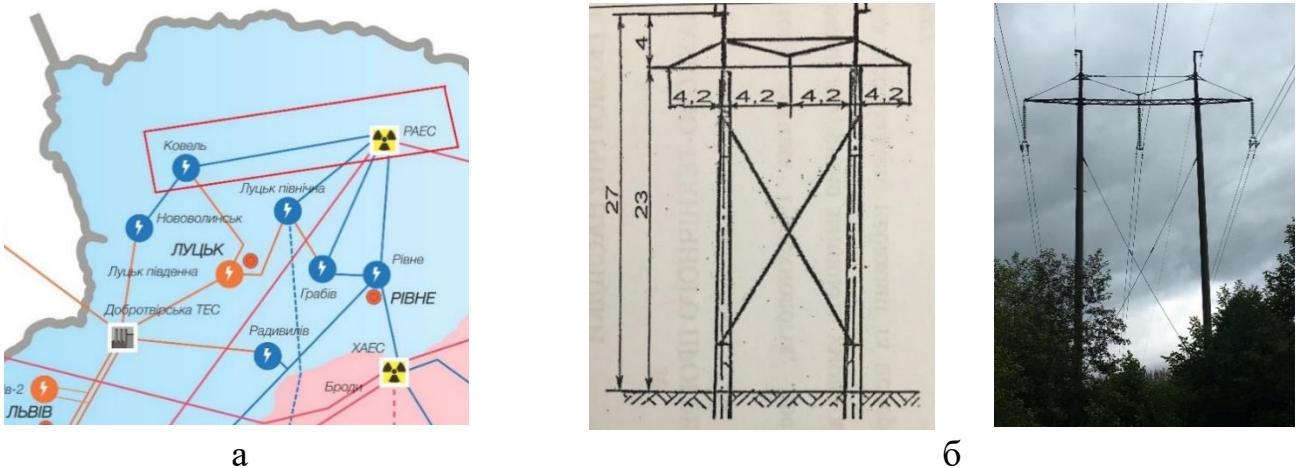 Ковель
РАЕС
Луцьк північна
Нововолинськ
ЛУЦЬК
Луцьк південна
Грабів
Рівне
РІВНЕ
Добротвірська ТЕС
Радивилів
ХАЕС
Броди
ів-2
ЛЬВІВ
4
4,2 4,2 4,2 4,2
27
23
а
б